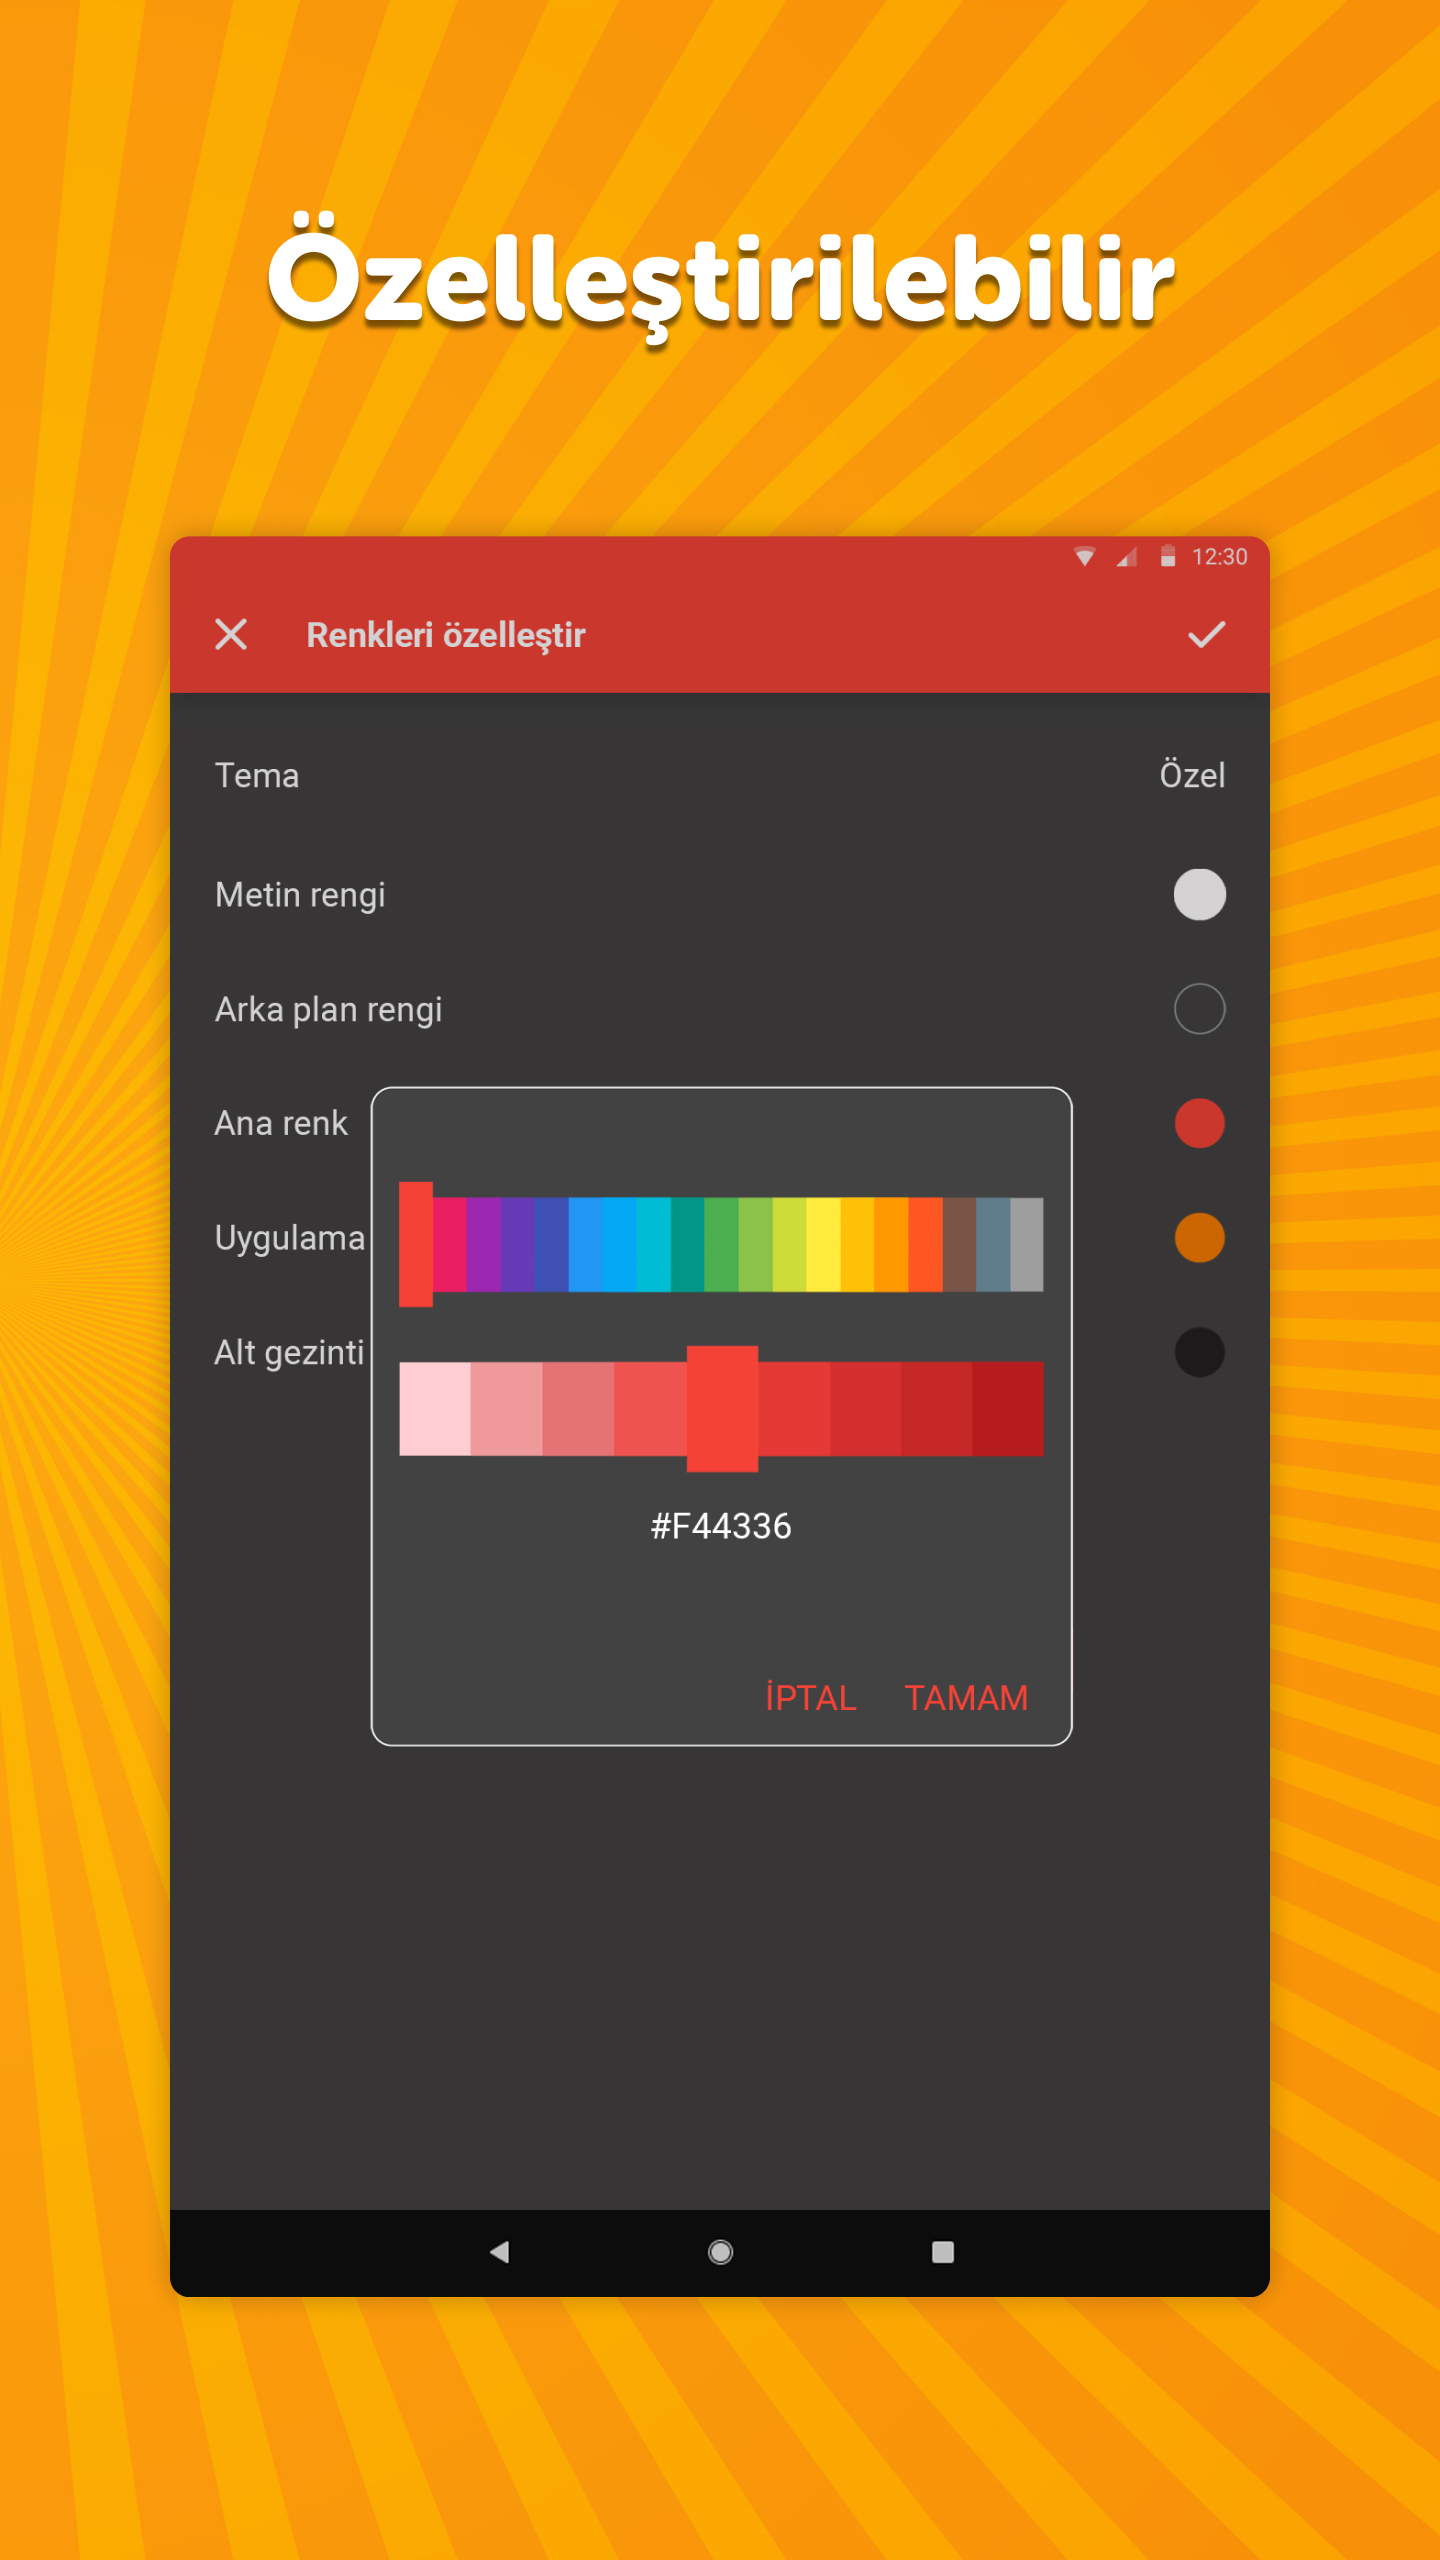 Özelleştirilebilir
12:30
Renkleri özelleştir
Tema
Özel
Metin rengi
Arka plan rengi
Ana renk
Uygulama
Alt gezinti
#F44336
İPTAL
TAMAM